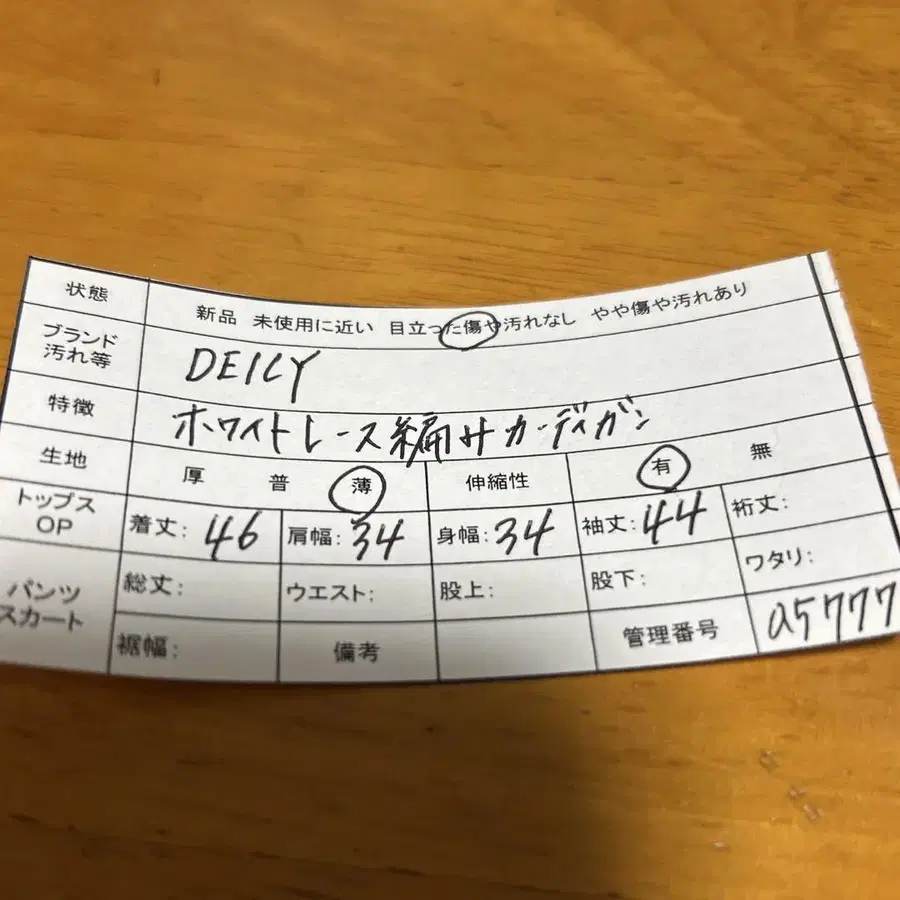 状態 新品 未使用に近い 目立った傷や汚れなし やや傷や汚れあり
ブランド
汚れ等 DEICY
特徴 ホワイトレース編みカーディガン
生地 厚 普 薄 伸縮性 有 無
トップス
OP 着丈: 46 肩幅: 34 身幅: 34 袖丈: 44 裄丈:
パンツ
スカート 総丈: ウエスト: 股上: 股下: ワタリ:
裾幅: 備考 管理番号 a5777